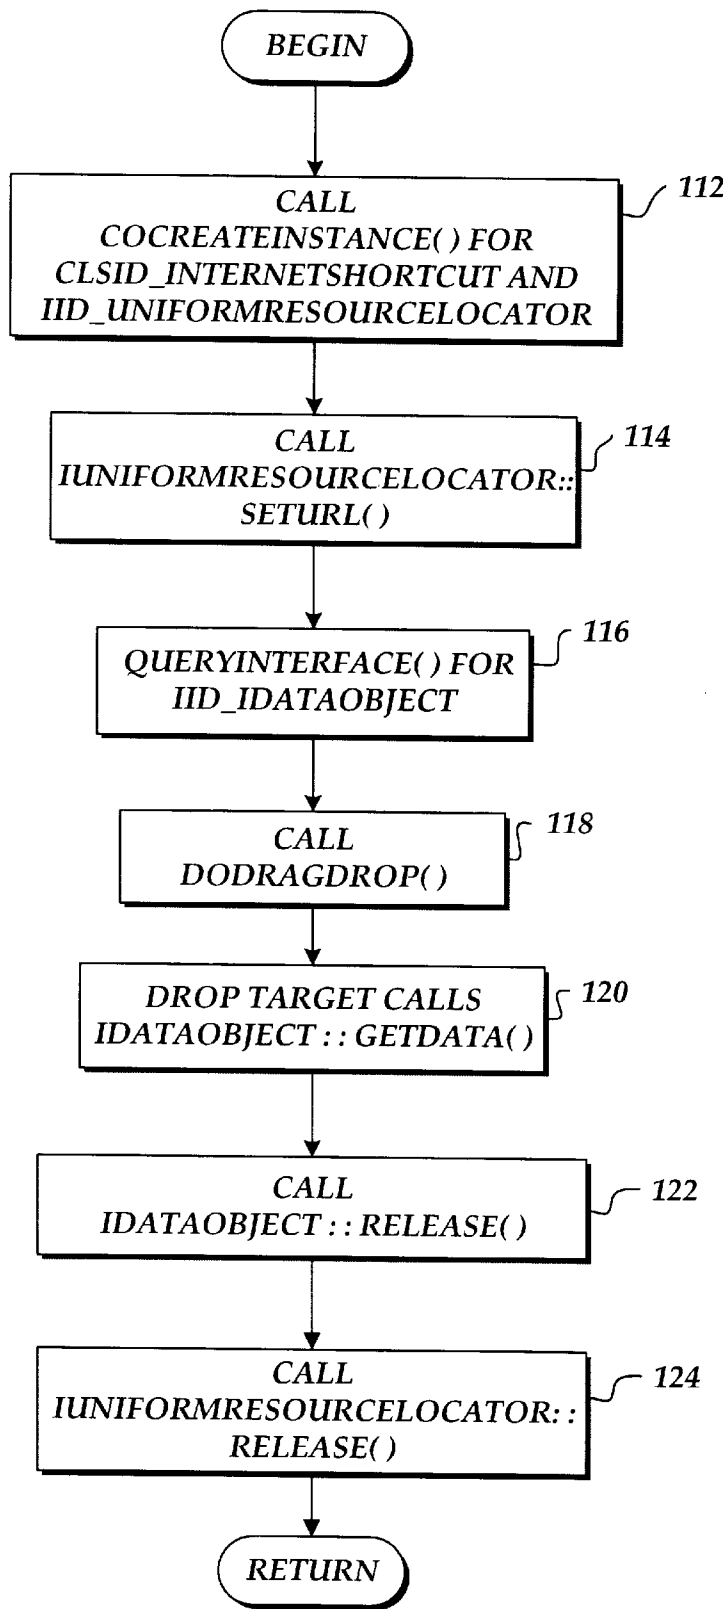 BEGIN
CALL
COCREATEINSTANCE( ) FOR
CLSID_INTERNETSHORTCUT AND
IID_UNIFORMRESOURCELOCATOR
112
CALL
IUNIFORMRESOURCELOCATOR: :
SETURL( )
114
QUERYINTERFACE( ) FOR
IID_IDATAOBJECT
116
CALL
DODRAGDROP( )
118
DROP TARGET CALLS
IDATAOBJECT : : GETDATA( )
120
CALL
IDATAOBJECT : : RELEASE( )
122
CALL
IUNIFORMRESOURCELOCATOR: :
RELEASE( )
124
RETURN